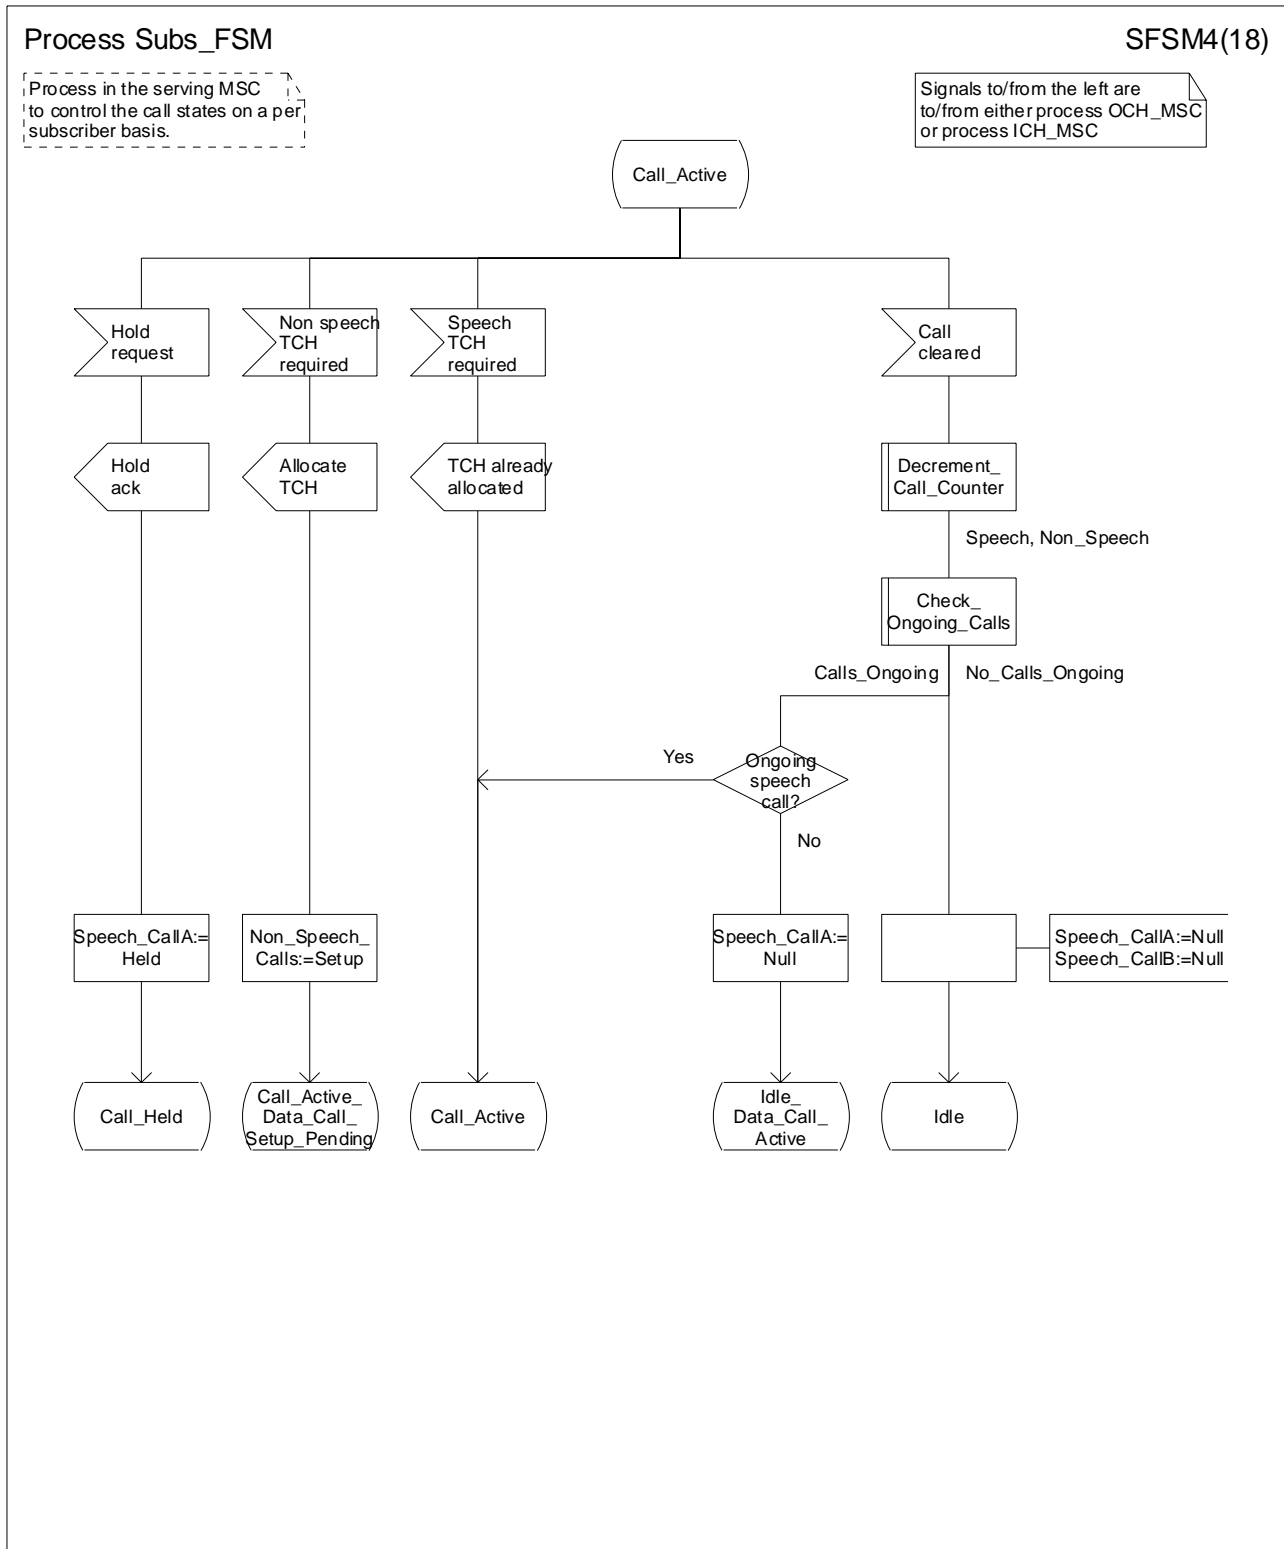 Process Subs_FSM
SFSM4(18)
Process in the serving MSC
to control the call states on a per
subscriber basis.
Signals to/from the left are
to/from either process OCH_MSC
or process ICH_MSC
Call_Active
Hold
request
Non speech
TCH
required
Speech
TCH
required
Call
cleared
Hold
ack
Allocate
TCH
TCH already
allocated
Decrement_
Call_Counter
Speech, Non_Speech
Check_
Ongoing_Calls
Calls_Ongoing
No_Calls_Ongoing
Yes
Ongoing
speech
call?
No
Speech_CallA:=
Held
Non_Speech_
Calls:=Setup
Speech_CallA:=
Null
Speech_CallA:=Null
Speech_CallB:=Null
Call_Held
Call_Active_
Data_Call_
Setup_Pending
Call_Active
Idle_
Data_Call_
Active
Idle